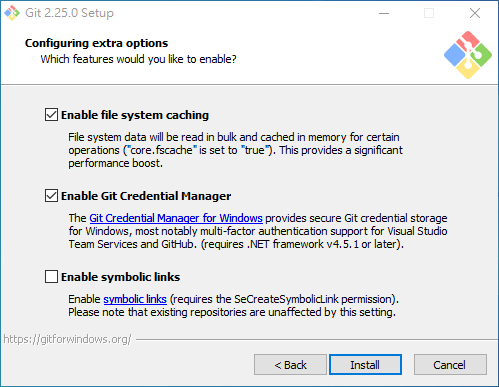 Git 2.25.0 Setup
Configuring extra options
Which features would you like to enable?
Enable file system caching
File system data will be read in bulk and cached in memory for certain
operations ("core.fscache" is set to "true"). This provides a significant
performance boost.
Enable Git Credential Manager
The Git Credential Manager for Windows provides secure Git credential storage
for Windows, most notably multi-factor authentication support for Visual Studio
Team Services and GitHub. (requires .NET framework v4.5.1 or later).
Enable symbolic links
Enable symbolic links (requires the SeCreateSymbolicLink permission).
Please note that existing repositories are unaffected by this setting.
https://gitforwindows.org/
< Back
Install
Cancel